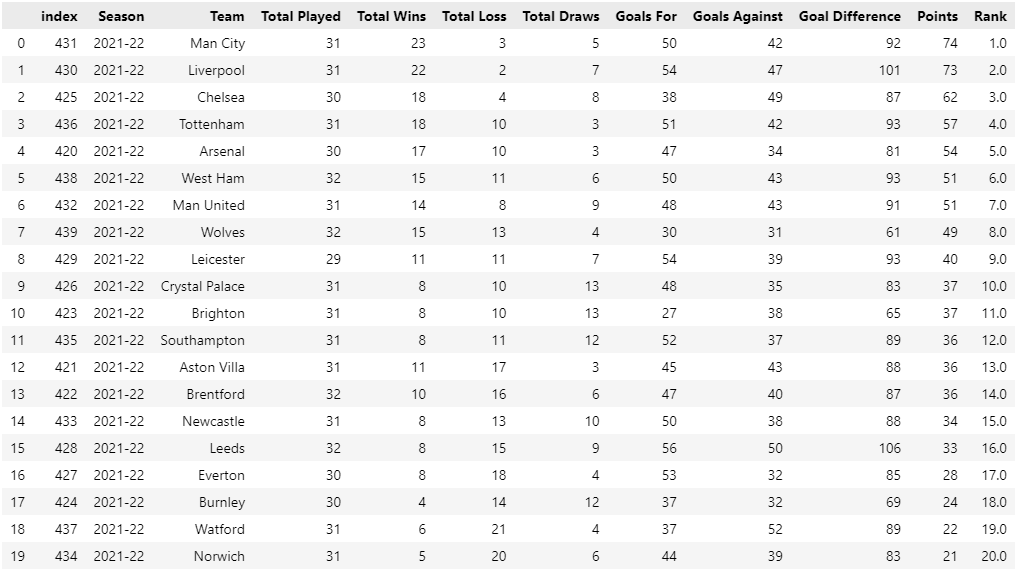 index Season Team Total Played Total Wins Total Loss Total Draws Goals For Goals Against Goal Difference Points Rank
0 431 2021-22 Man City 31 23 3 5 50 42 92 74 1.0
1 430 2021-22 Liverpool 31 22 2 7 54 47 101 73 2.0
2 425 2021-22 Chelsea 30 18 4 8 38 49 87 62 3.0
3 436 2021-22 Tottenham 31 18 10 3 51 42 93 57 4.0
4 420 2021-22 Arsenal 30 17 10 3 47 34 81 54 5.0
5 438 2021-22 West Ham 32 15 11 6 50 43 93 51 6.0
6 432 2021-22 Man United 31 14 8 9 48 43 91 51 7.0
7 439 2021-22 Wolves 32 15 13 4 30 31 61 49 8.0
8 429 2021-22 Leicester 29 11 11 7 54 39 93 40 9.0
9 426 2021-22 Crystal Palace 31 8 10 13 48 35 83 37 10.0
10 423 2021-22 Brighton 31 8 10 13 27 38 65 37 11.0
11 435 2021-22 Southampton 31 8 11 12 52 37 89 36 12.0
12 421 2021-22 Aston Villa 31 11 17 3 45 43 88 36 13.0
13 422 2021-22 Brentford 32 10 16 6 47 40 87 36 14.0
14 433 2021-22 Newcastle 31 8 13 10 50 38 88 34 15.0
15 428 2021-22 Leeds 32 8 15 9 56 50 106 33 16.0
16 427 2021-22 Everton 30 8 18 4 53 32 85 28 17.0
17 424 2021-22 Burnley 30 4 14 12 37 32 69 24 18.0
18 437 2021-22 Watford 31 6 21 4 37 52 89 22 19.0
19 434 2021-22 Norwich 31 5 20 6 44 39 83 21 20.0